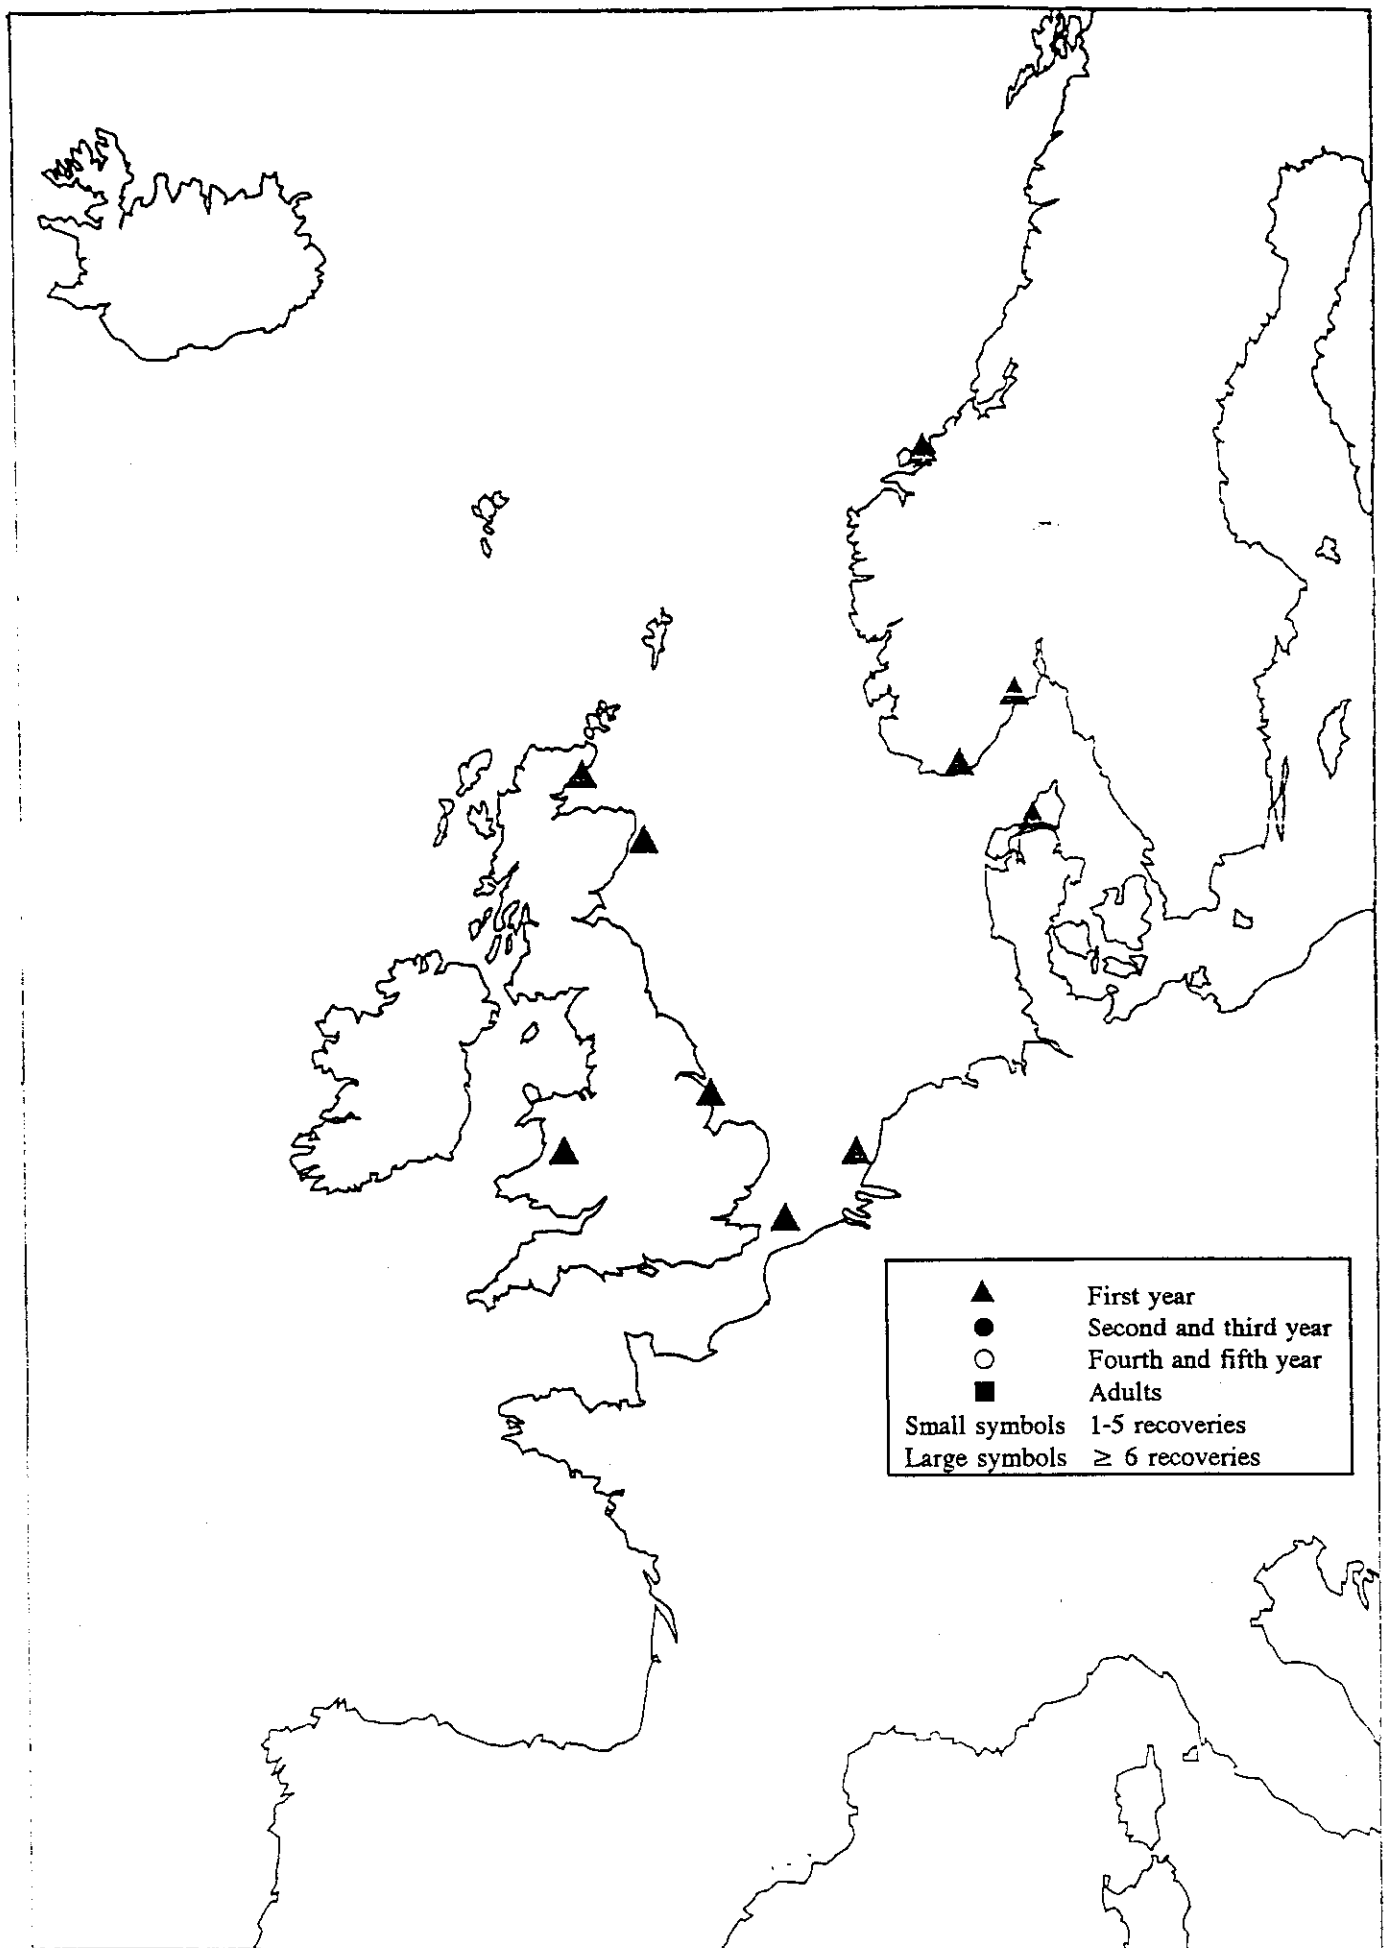 First year
Second and third year
Fourth and fifth year
Adults
Small symbols 1-5 recoveries
Large symbols ≥ 6 recoveries